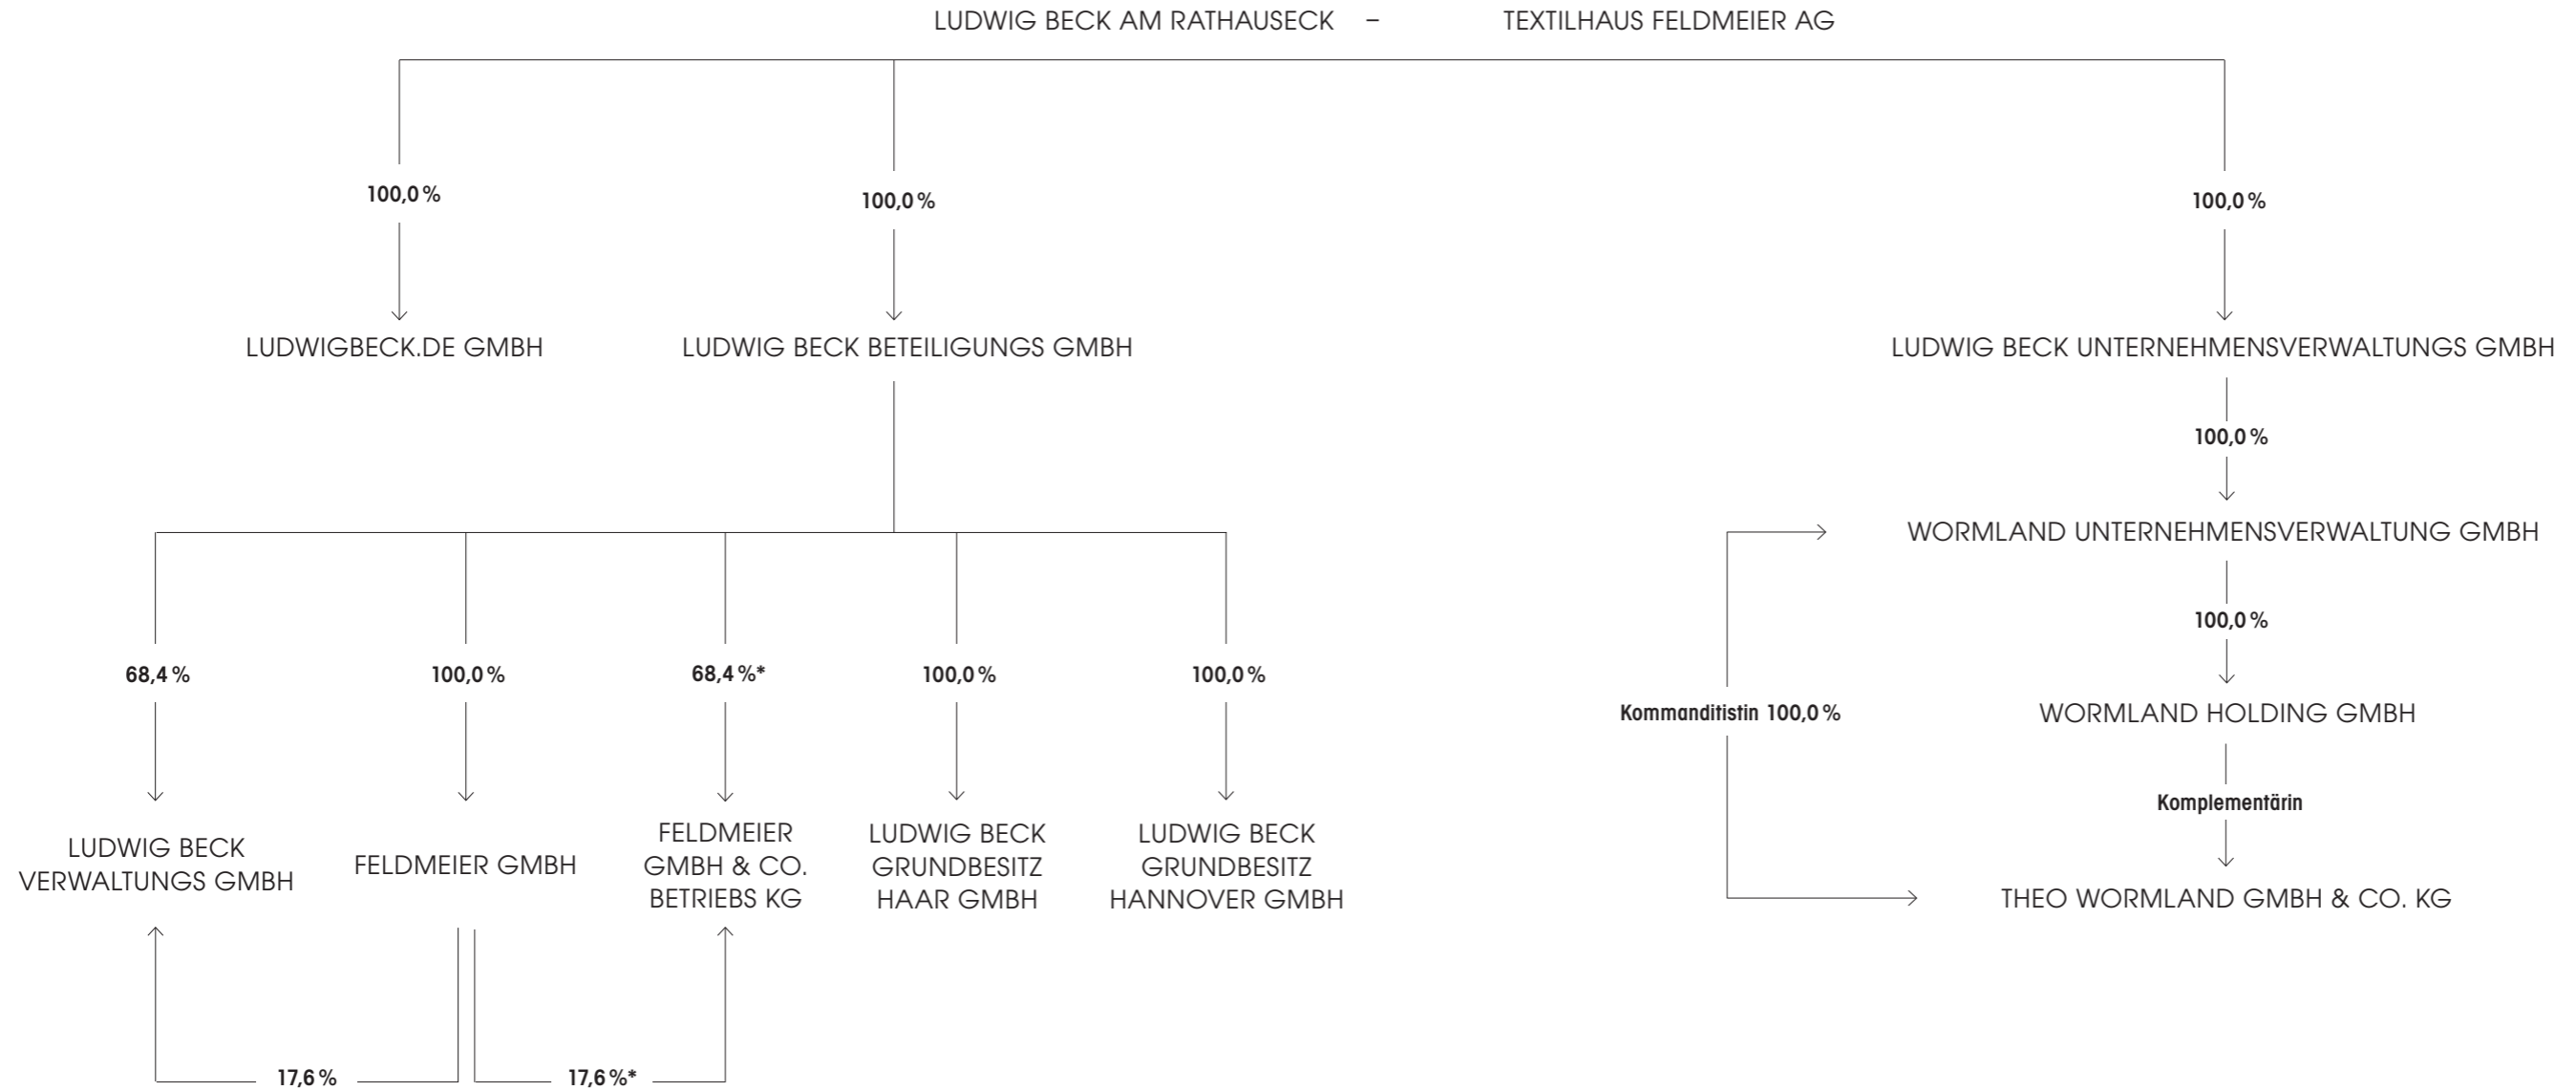 LUDWIG BECK AM RATHAUSECK – TEXTILHAUS FELDMEIER AG
100,0 %
100,0 %
100,0 %
LUDWIGBECK.DE GMBH
LUDWIG BECK BETEILIGUNGS GMBH
LUDWIG BECK UNTERNEHMENSVERWALTUNGS GMBH
100,0 %
WORMLAND UNTERNEHMENSVERWALTUNG GMBH
100,0 %
68,4 %
100,0 %
68,4 %*
100,0 %
100,0 %
Kommanditistin 100,0 %
WORMLAND HOLDING GMBH
Komplementärin
LUDWIG BECK
VERWALTUNGS GMBH
FELDMEIER GMBH
FELDMEIER
GMBH & CO.
BETRIEBS KG
LUDWIG BECK
GRUNDBESITZ
HAAR GMBH
LUDWIG BECK
GRUNDBESITZ
HANNOVER GMBH
THEO WORMLAND GMBH & CO. KG
17,6 %
17,6 %*